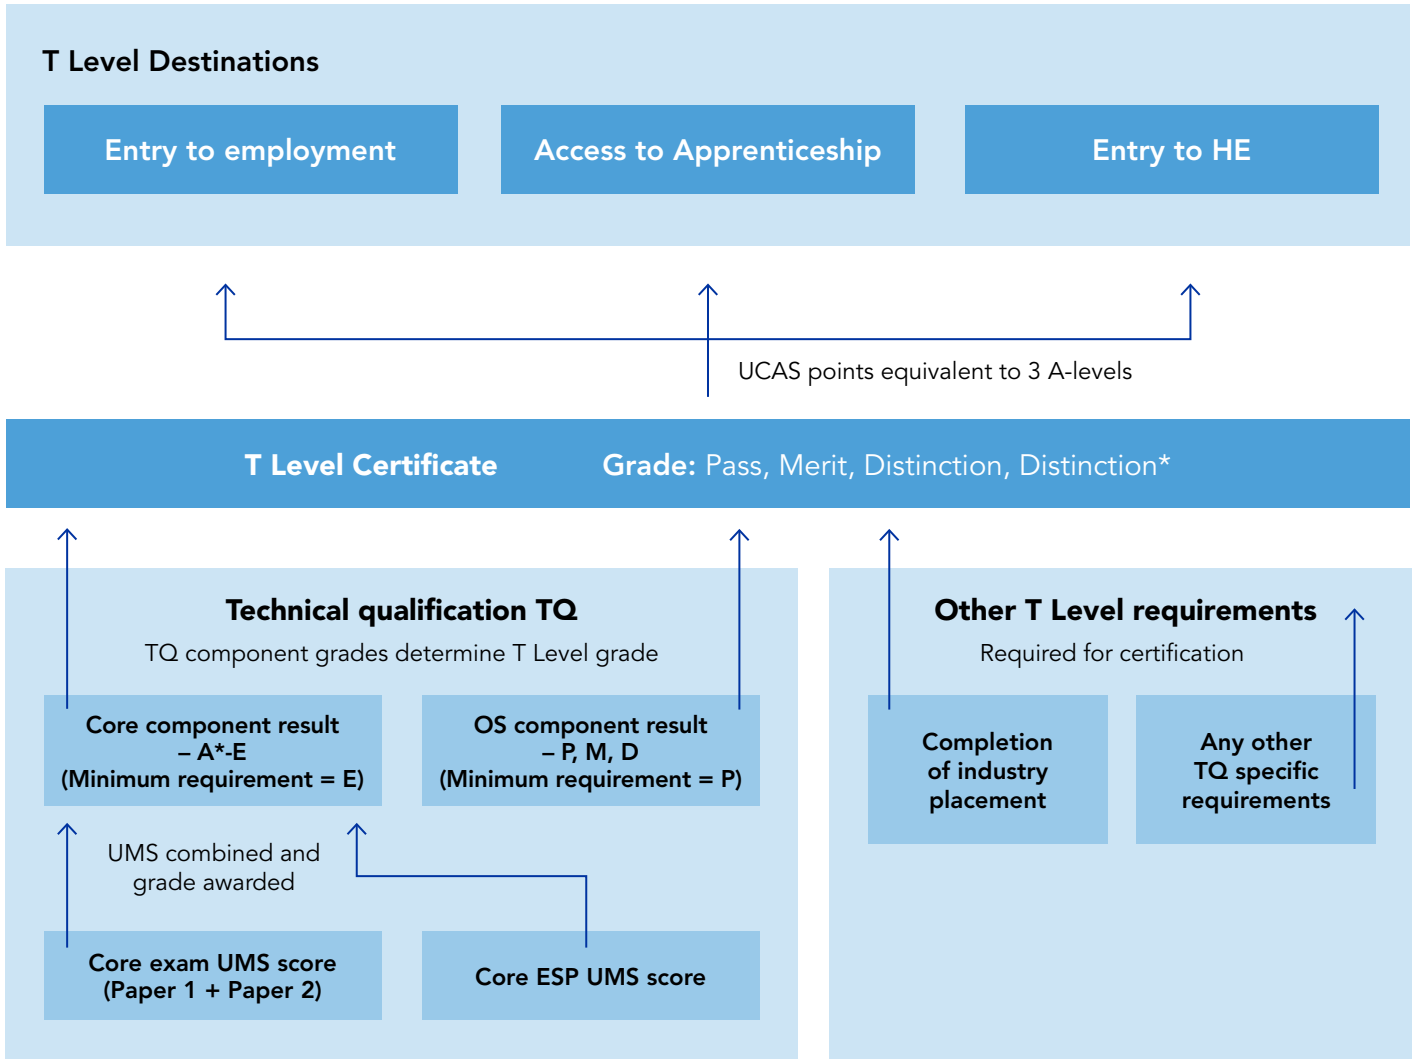 T Level Destinations
Entry to employment
Access to Apprenticeship
Entry to HE
UCAS points equivalent to 3 A-levels
T Level Certificate
Grade: Pass, Merit, Distinction, Distinction*
Technical qualification TQ
TQ component grades determine T Level grade
Core component result
– A*-E
(Minimum requirement = E)
OS component result
– P, M, D
(Minimum requirement = P)
UMS combined and
grade awarded
Core exam UMS score
(Paper 1 + Paper 2)
Core ESP UMS score
Other T Level requirements
Required for certification
Completion
of industry
placement
Any other
TQ specific
requirements